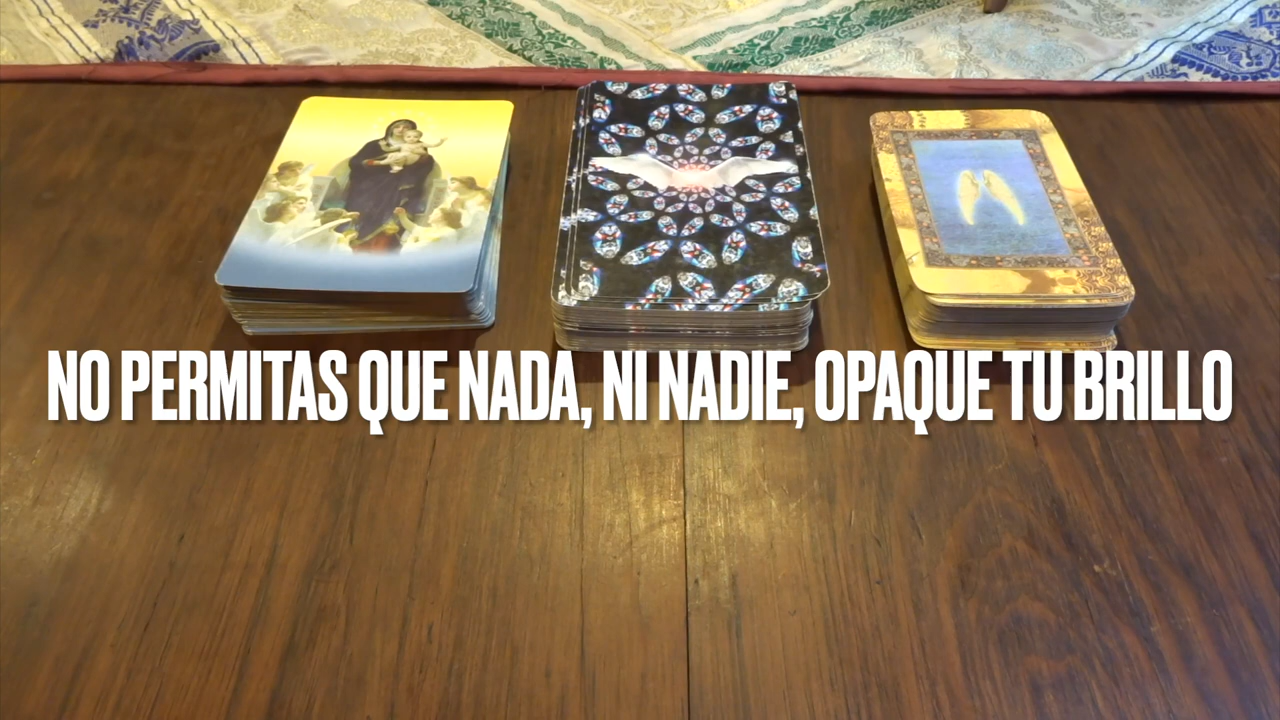 NO PERMITAS QUE NADA, NI NADIE, OPAQUE TU BRILLO